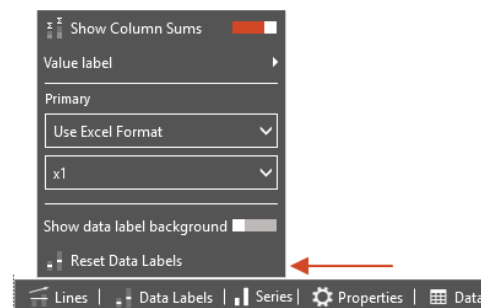 Show Column Sums
Value label
Primary
Use Excel Format
x1
Show data label background
Reset Data Labels
Lines | Data Labels | Series | Properties | Data